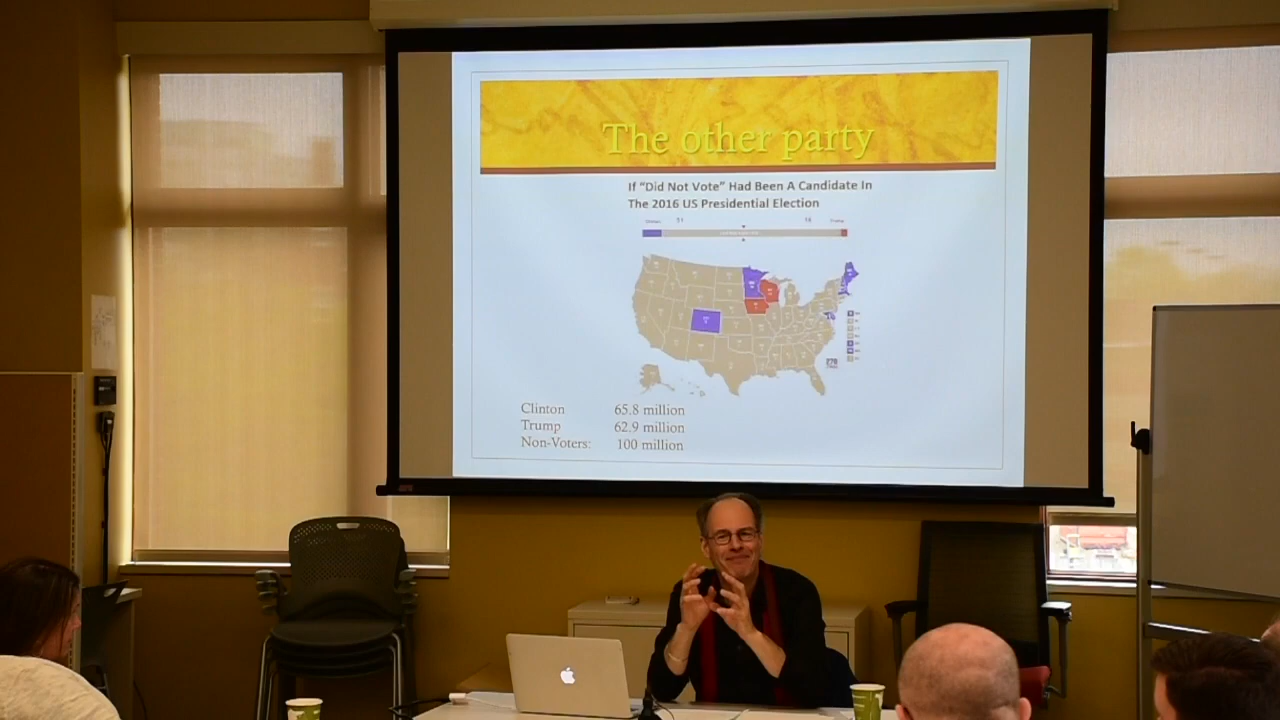 The other party
If “Did Not Vote” Had Been A Candidate In
The 2016 US Presidential Election
Clinton 65.8 million
Trump 62.9 million
Non-Voters: 100 million